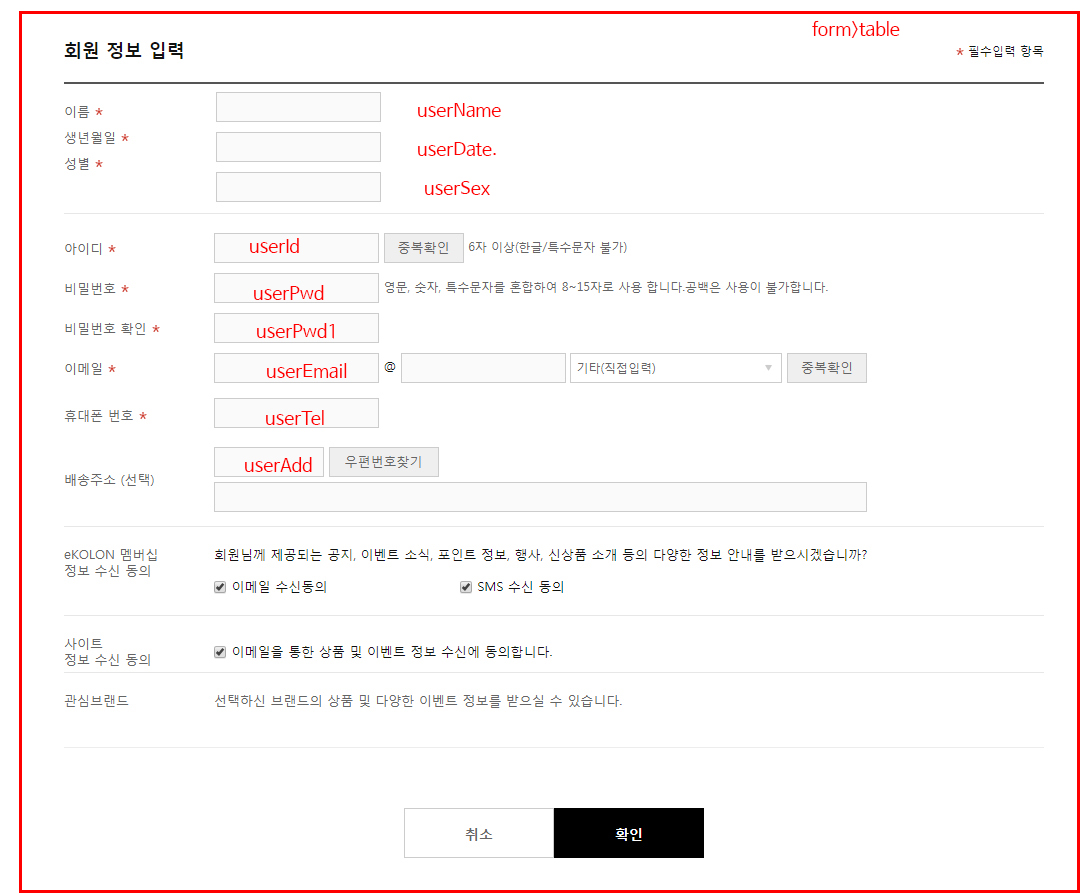 form>table
회원 정보 입력
* 필수입력 항목
이름 *
userName
생년월일 *
userDate.
성별 *
userSex
아이디 *
userId
중복확인
6자 이상(한글/특수문자 불가)
비밀번호 *
userPwd
영문, 숫자, 특수문자를 혼합하여 8~15자로 사용 합니다.공백은 사용이 불가합니다.
비밀번호 확인 *
userPwd1
이메일 *
userEmail
@
기타(직접입력)
중복확인
휴대폰 번호 *
userTel
배송주소 (선택)
userAdd
우편번호찾기
eKOLON 멤버십
정보 수신 동의
회원님께 제공되는 공지, 이벤트 소식, 포인트 정보, 행사, 신상품 소개 등의 다양한 정보 안내를 받으시겠습니까?
이메일 수신동의
SMS 수신 동의
사이트
정보 수신 동의
이메일을 통한 상품 및 이벤트 정보 수신에 동의합니다.
관심브랜드
선택하신 브랜드의 상품 및 다양한 이벤트 정보를 받으실 수 있습니다.
취소
확인